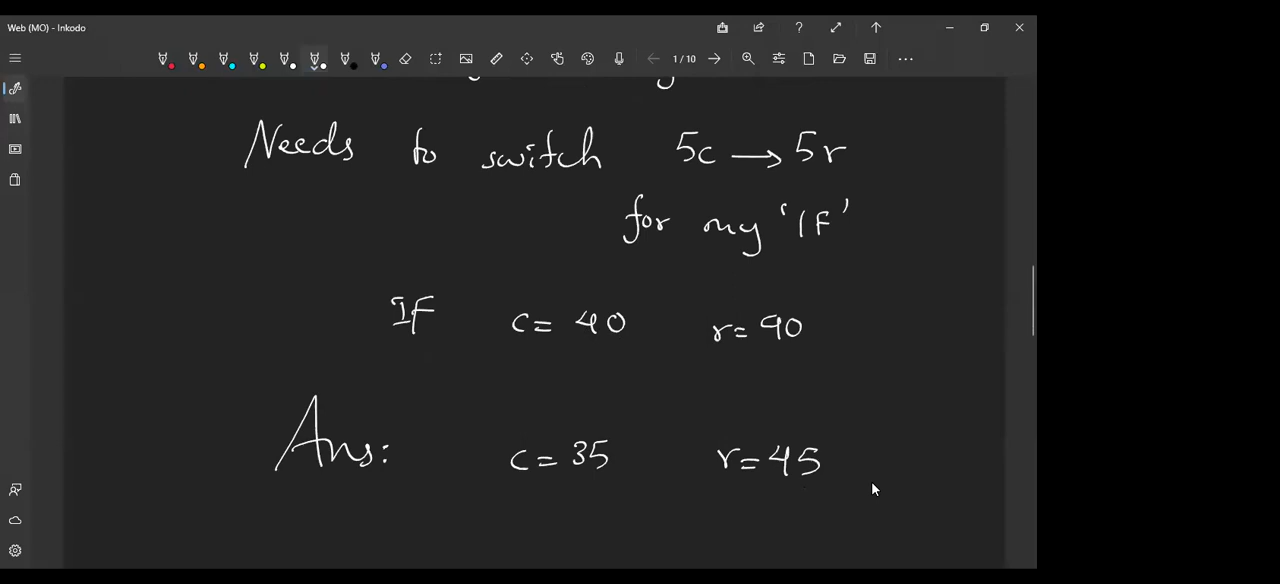 Web (MO) - Inkodo
1 / 10
Needs to switch 5c → 5r
for my 'IF'
IF c= 40 r= 90
Ans: c= 35 r= 45